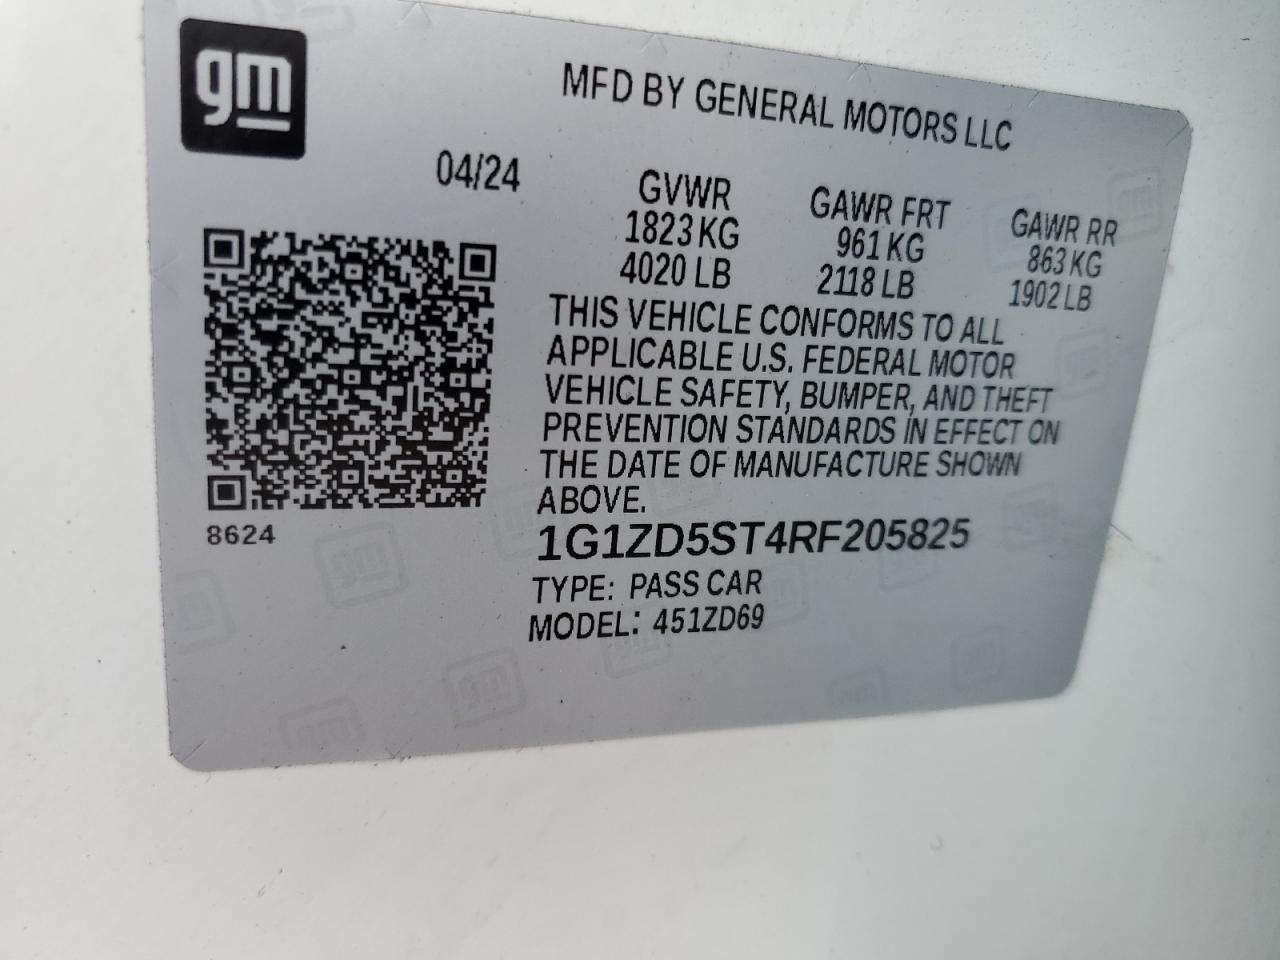 gm
MFD BY GENERAL MOTORS LLC
04/24
GVWR GAWR FRT GAWR RR
1823 KG 961 KG 863 KG
4020 LB 2118 LB 1902 LB
THIS VEHICLE CONFORMS TO ALL
APPLICABLE U.S. FEDERAL MOTOR
VEHICLE SAFETY, BUMPER, AND THEFT
PREVENTION STANDARDS IN EFFECT ON
THE DATE OF MANUFACTURE SHOWN
ABOVE.
8624
1G1ZD5ST4RF205825
TYPE: PASS CAR
MODEL: 451ZD69